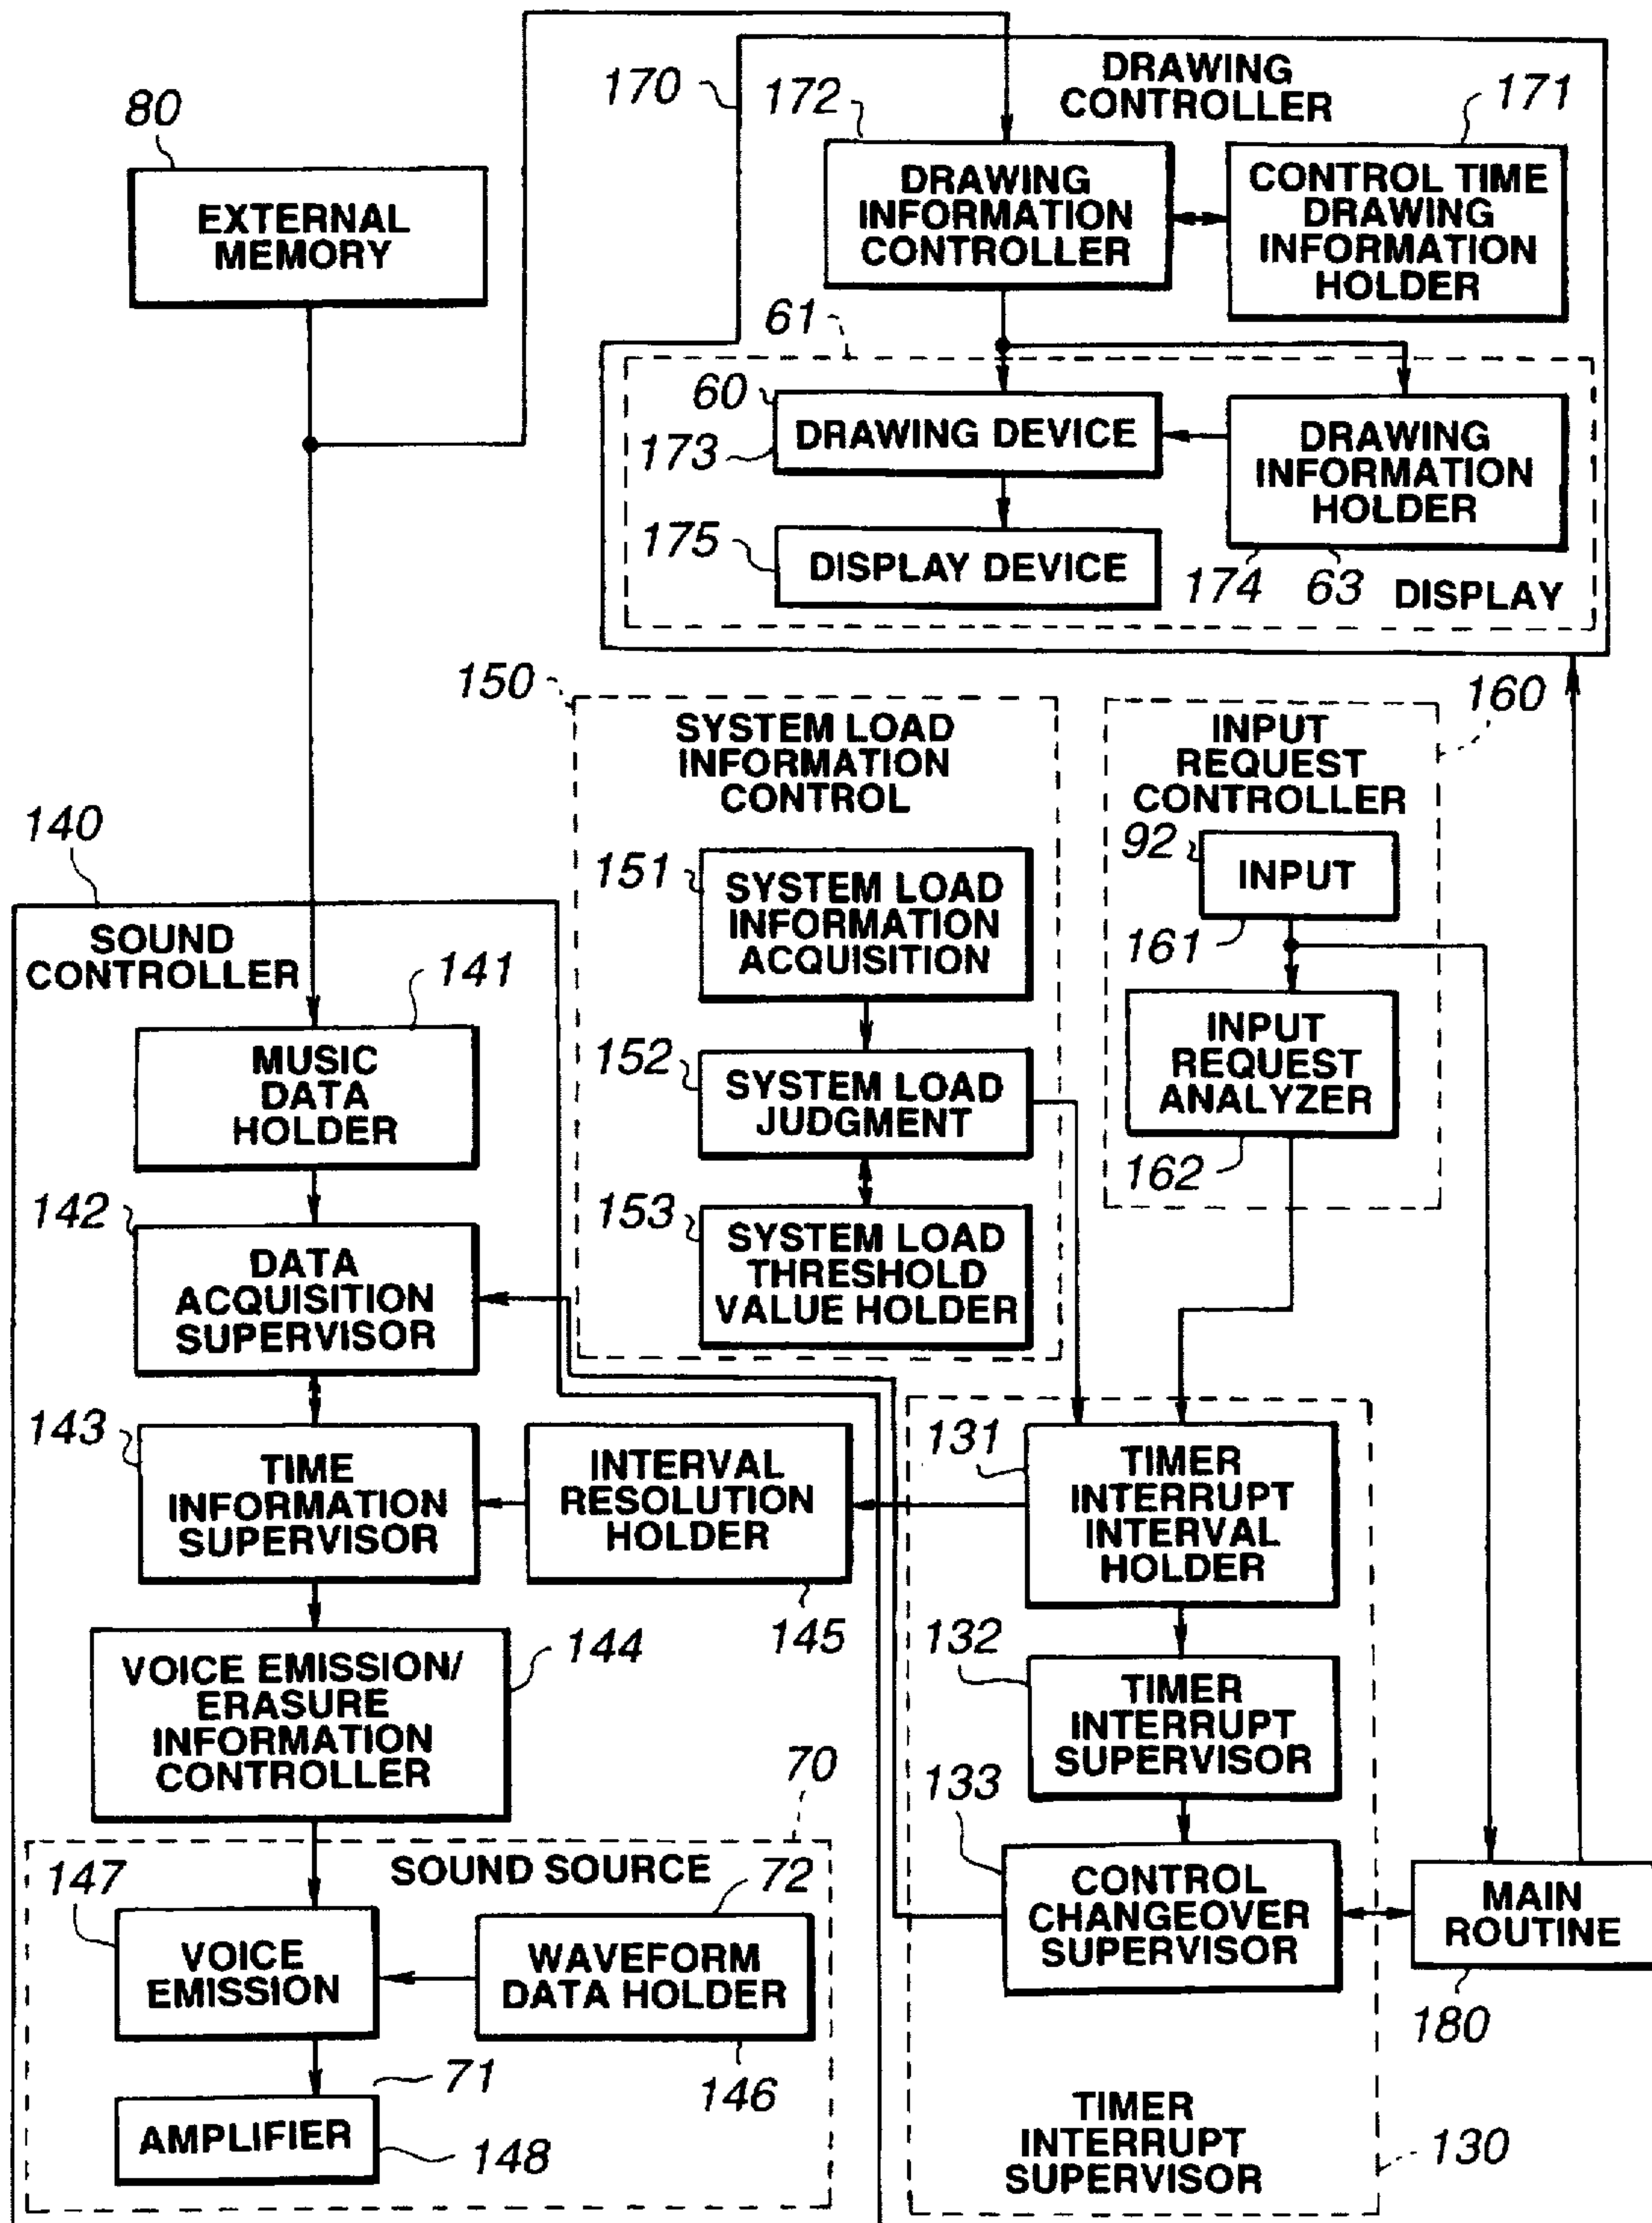 80
EXTERNAL
MEMORY
170
DRAWING
CONTROLLER
172
171
DRAWING
INFORMATION
CONTROLLER
CONTROL TIME
DRAWING
INFORMATION
HOLDER
61
60
173
DRAWING DEVICE
DRAWING
INFORMATION
HOLDER
175
DISPLAY DEVICE
174
63
DISPLAY
150
SYSTEM LOAD
INFORMATION
CONTROL
151
SYSTEM LOAD
INFORMATION
ACQUISITION
152
SYSTEM LOAD
JUDGMENT
153
SYSTEM LOAD
THRESHOLD
VALUE HOLDER
160
INPUT
REQUEST
CONTROLLER
92
INPUT
161
INPUT
REQUEST
ANALYZER
162
140
SOUND
CONTROLLER
141
MUSIC
DATA
HOLDER
142
DATA
ACQUISITION
SUPERVISOR
143
TIME
INFORMATION
SUPERVISOR
INTERVAL
RESOLUTION
HOLDER
145
VOICE EMISSION/
ERASURE
INFORMATION
CONTROLLER
144
70
SOUND SOURCE
147
VOICE
EMISSION
72
WAVEFORM
DATA HOLDER
146
71
AMPLIFIER
148
131
TIMER
INTERRUPT
INTERVAL
HOLDER
132
TIMER
INTERRUPT
SUPERVISOR
133
CONTROL
CHANGEOVER
SUPERVISOR
MAIN
ROUTINE
180
TIMER
INTERRUPT
SUPERVISOR
130